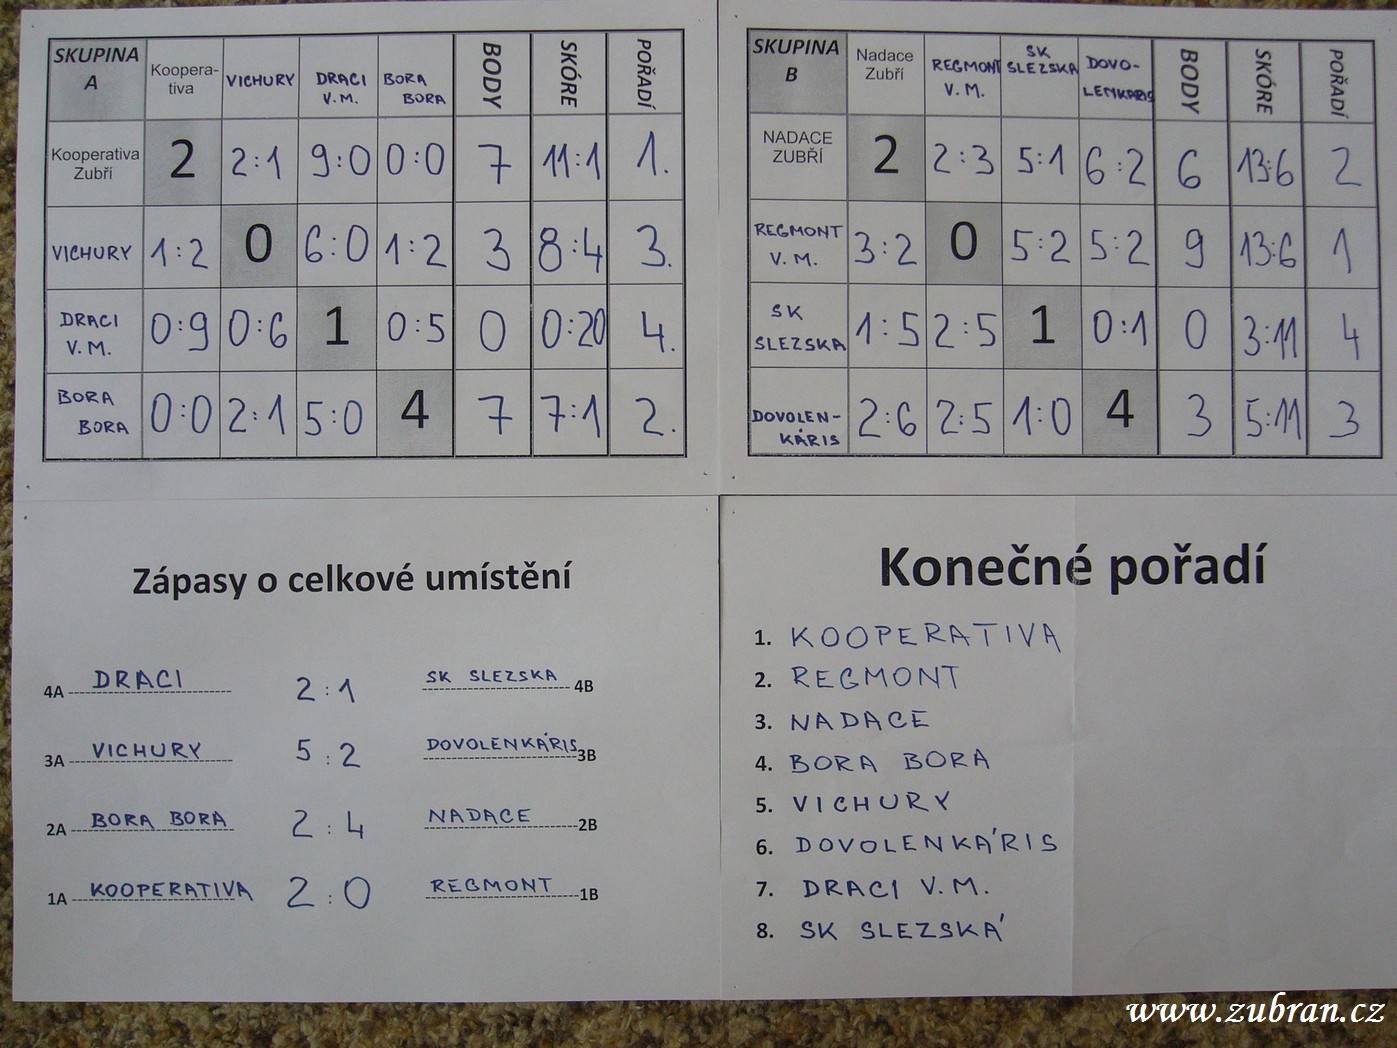 SKUPINA A Koopera-tiva VICHURY DRACI V.M. BORA BORA BODY SKÓRE POŘADÍ
Kooperativa Zubří 2 2:1 9:0 0:0 7 11:1 1.
VICHURY 1:2 0 6:0 1:2 3 8:4 3.
DRACI V.M. 0:9 0:6 1 0:5 0 0:20 4.
BORA BORA 0:0 2:1 5:0 4 7 7:1 2.
SKUPINA B Nadace Zubří REGMONT V.M. SK SLEZSKA DOVO-LENKARIS BODY SKÓRE POŘADÍ
NADACE ZUBŘÍ 2 2:3 5:1 6:2 6 13:6 2
REGMONT V.M. 3:2 0 5:2 5:2 9 13:6 1
SK SLEZSKA 1:5 2:5 1 0:1 0 3:11 4
DOVOLEN-KÁRIS 2:6 2:5 1:0 4 3 5:11 3
Zápasy o celkové umístění
4A DRACI 2:1 SK SLEZSKA 4B
3A VICHURY 5:2 DOVOLENKÁRIS 3B
2A BORA BORA 2:4 NADACE 2B
1A KOOPERATIVA 2:0 REGMONT 1B
Konečné pořadí
1. KOOPERATIVA
2. REGMONT
3. NADACE
4. BORA BORA
5. VICHURY
6. DOVOLENKÁRIS
7. DRACI V.M.
8. SK SLEZSKÁ
www.zubran.cz